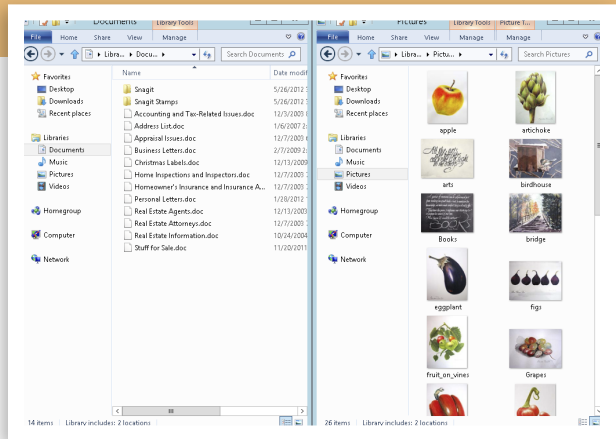 Documents Library Tools
File Home Share View Manage
Libra... Docu... Search Documents
Favorites
Desktop
Downloads
Recent places
Libraries
Documents
Music
Pictures
Videos
Homegroup
Computer
Network
Name Date modif
Snagit 5/26/2012
Snagit Stamps 5/26/2012
Accounting and Tax-Related Issues.doc 12/3/2003
Address List.doc 1/6/2007
Appraisal Issues.doc 12/7/2003
Business Letters.doc 2/7/2009
Christmas Labels.doc 12/13/2009
Home Inspections and Inspectors.doc 12/7/2003
Homeowner's Insurance and Insurance A... 12/7/2003
Personal Letters.doc 1/28/2012
Real Estate Agents.doc 12/13/2003
Real Estate Attorneys.doc 12/7/2003
Real Estate Information.doc 10/24/2004
Stuff for Sale.doc 11/20/2011
14 items Library includes: 2 locations
Pictures Library Tools Picture T...
File Home Share View Manage Manage
Libra... Pictu... Search Pictures
Favorites
Desktop
Downloads
Recent places
Libraries
Documents
Music
Pictures
Videos
Homegroup
Computer
Network
apple artichoke
arts birdhouse
Books bridge
eggplant figs
fruit_on_vines Grapes
26 items Library includes: 2 locations